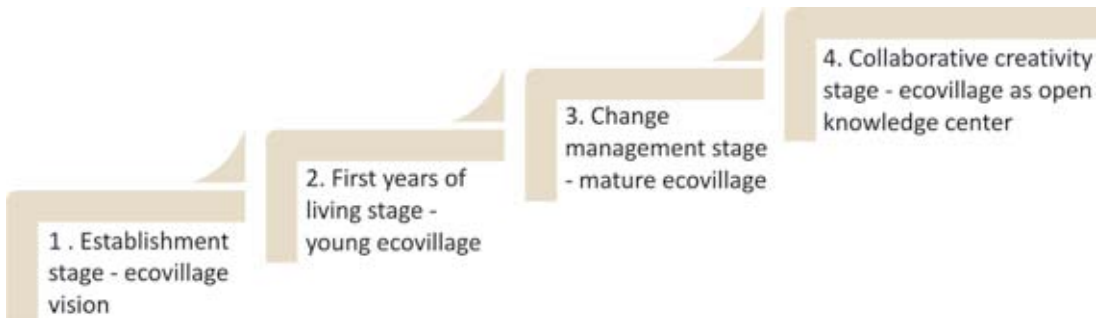 1 . Establishment
stage - ecovillage
vision
2. First years of
living stage -
young ecovillage
3. Change
management stage
- mature ecovillage
4. Collaborative creativity
stage - ecovillage as open
knowledge center